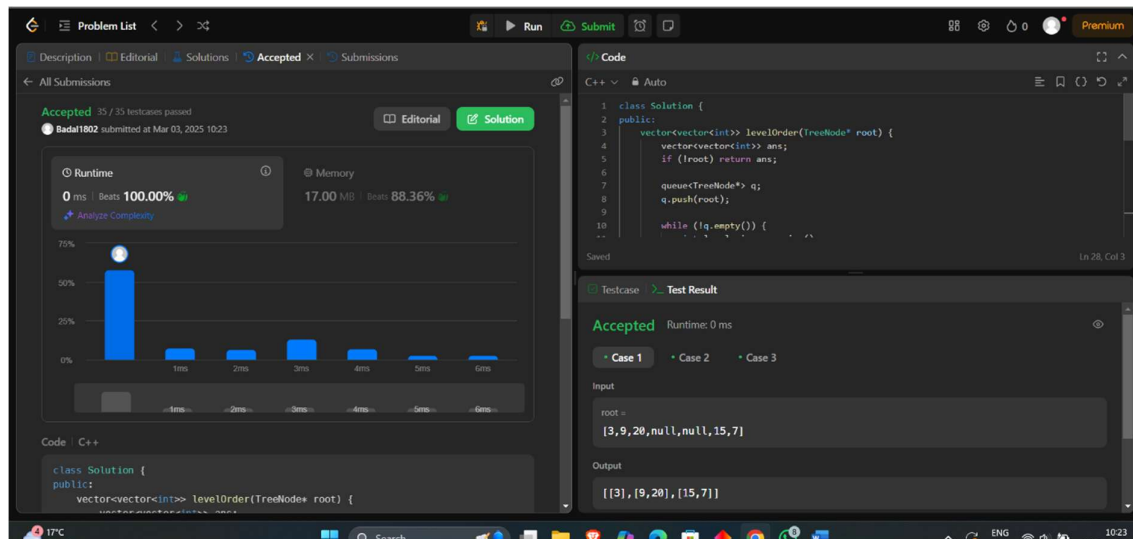 Problem List
Run
Submit
0
Premium
Description
Editorial
Solutions
Accepted
Submissions
All Submissions
Accepted 35 / 35 testcases passed
Badal1802 submitted at Mar 03, 2025 10:23
Editorial
Solution
Runtime
0 ms | Beats 100.00%
Analyze Complexity
Memory
17.00 MB | Beats 88.36%
75%
50%
25%
0%
1ms 2ms 3ms 4ms 5ms 6ms
1ms 2ms 3ms 4ms 5ms 6ms
Code | C++
class Solution {
public:
vector<vector<int>> levelOrder(TreeNode* root) {
vector<vector<int>> ans;
</> Code
C++ Auto
1 class Solution {
2 public:
3 vector<vector<int>> levelOrder(TreeNode* root) {
4 vector<vector<int>> ans;
5 if (!root) return ans;
6
7 queue<TreeNode*> q;
8 q.push(root);
9
10 while (!q.empty()) {
Saved
Ln 28, Col 3
Testcase
>_ Test Result
Accepted Runtime: 0 ms
• Case 1 • Case 2 • Case 3
Input
root =
[3,9,20,null,null,15,7]
Output
[[3],[9,20],[15,7]]
4
17°C
Search
8
ENG
10:23